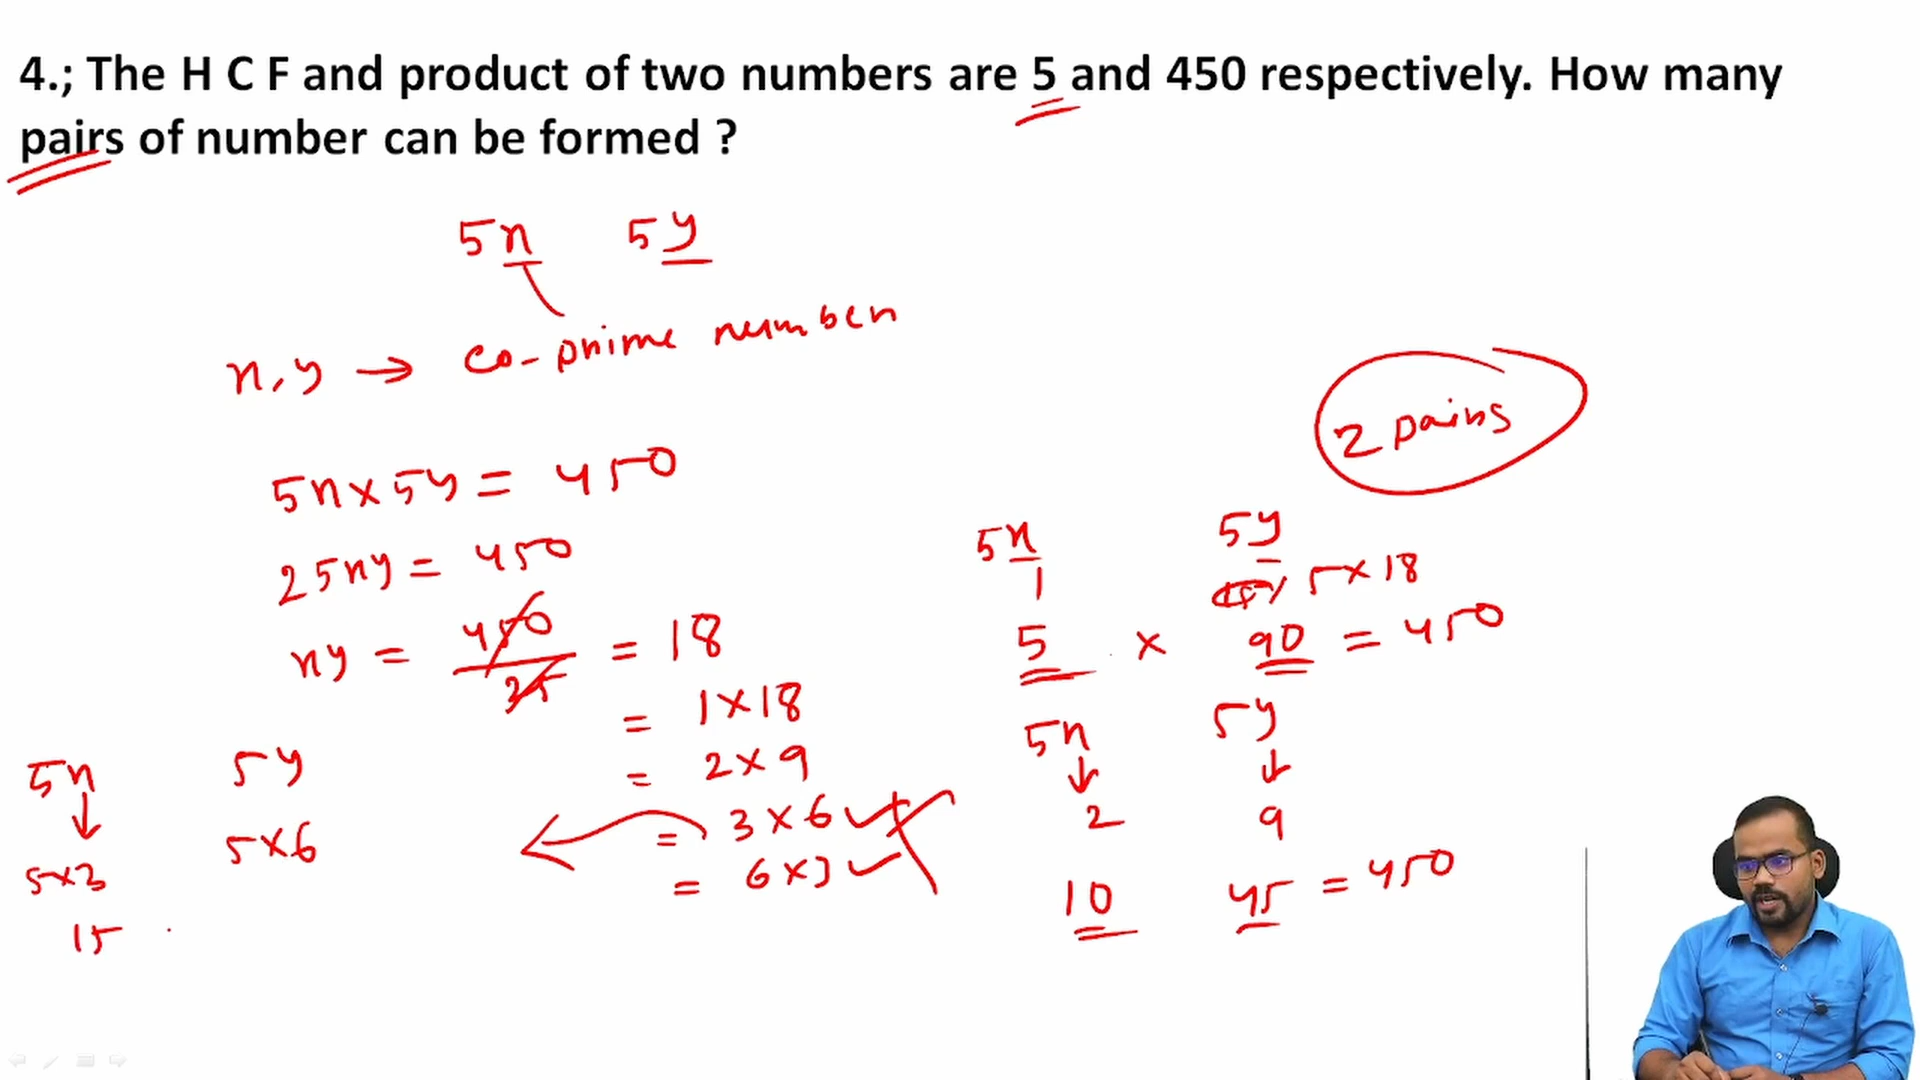 4.; The H C F and product of two numbers are 5 and 450 respectively. How many
pairs of number can be formed ?
5x 5y
x, y → co-prime number
2 pairs
5x × 5y = 450
25xy = 450
xy = 450/25 = 18
= 1 × 18
= 2 × 9
= 3 × 6
= 6 × 3
5x 5y
1 5 × 18
5 × 90 = 450
5x 5y
2 9
10 45 = 450
5x 5y
5×3 5×6
15